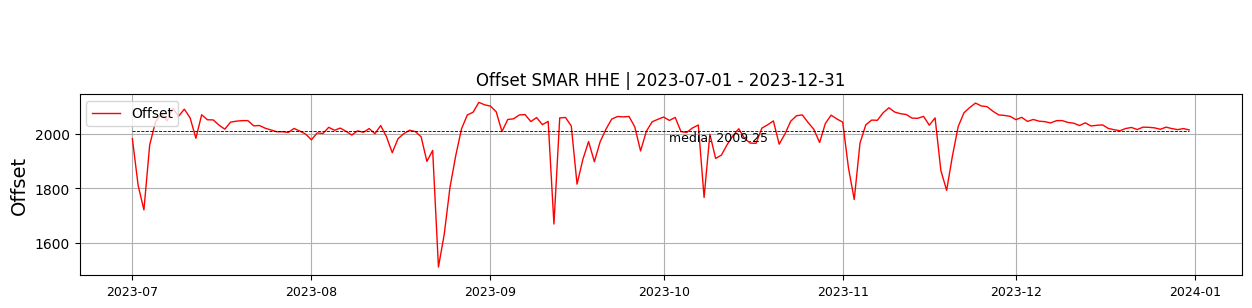 Offset SMAR HHE | 2023-07-01 - 2023-12-31
Offset
2000
media: 2009.25
1800
1600
Offset
2023-07 2023-08 2023-09 2023-10 2023-11 2023-12 2024-01